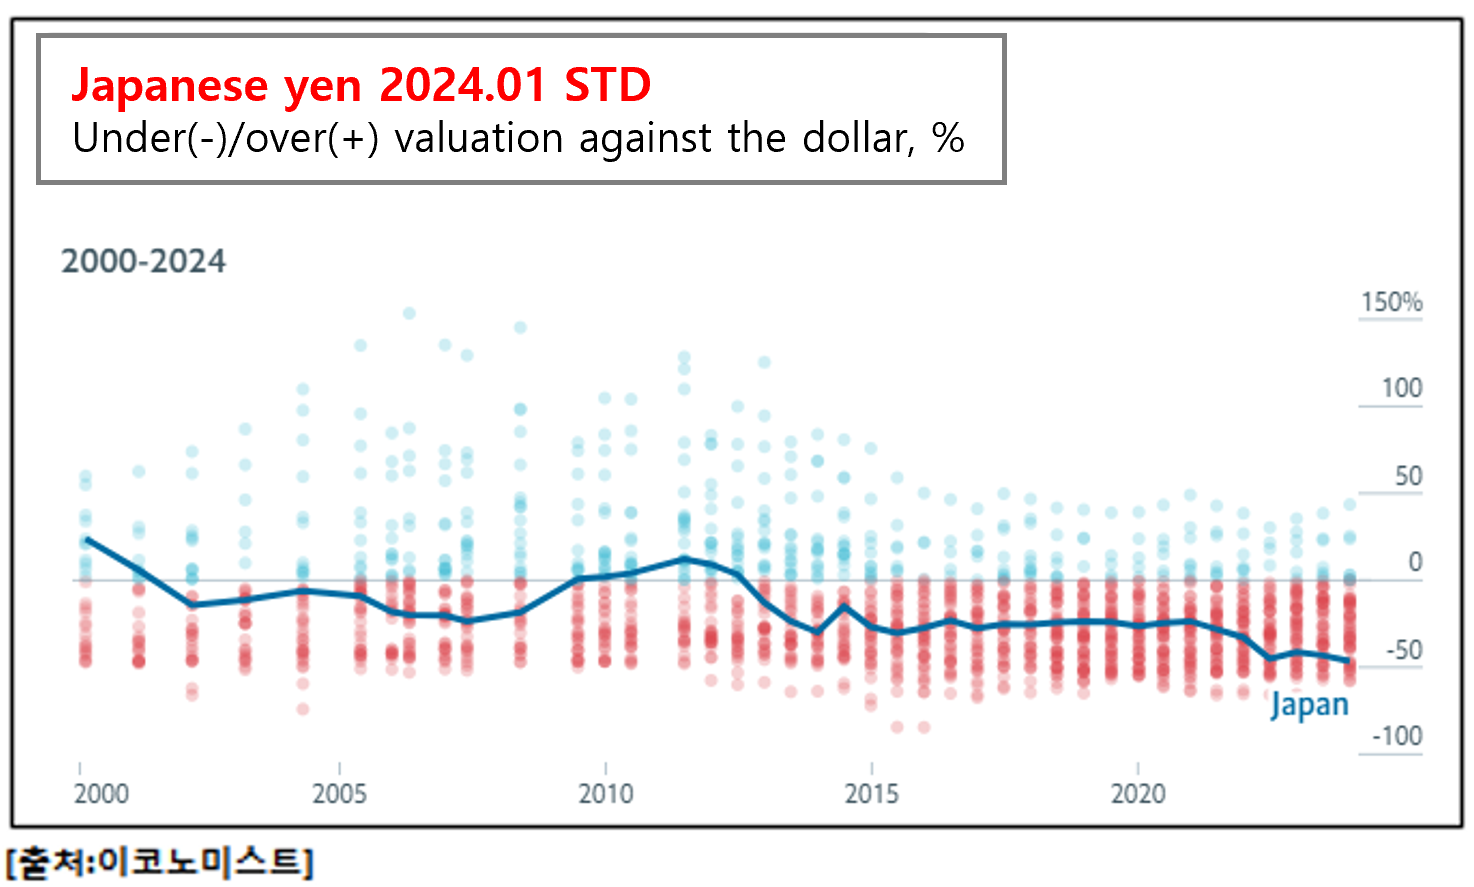 Japanese yen 2024.01 STD
Under(-)/over(+) valuation against the dollar, %
2000-2024
150%
100
50
0
-50
Japan
-100
2000 2005 2010 2015 2020
[출처:이코노미스트]